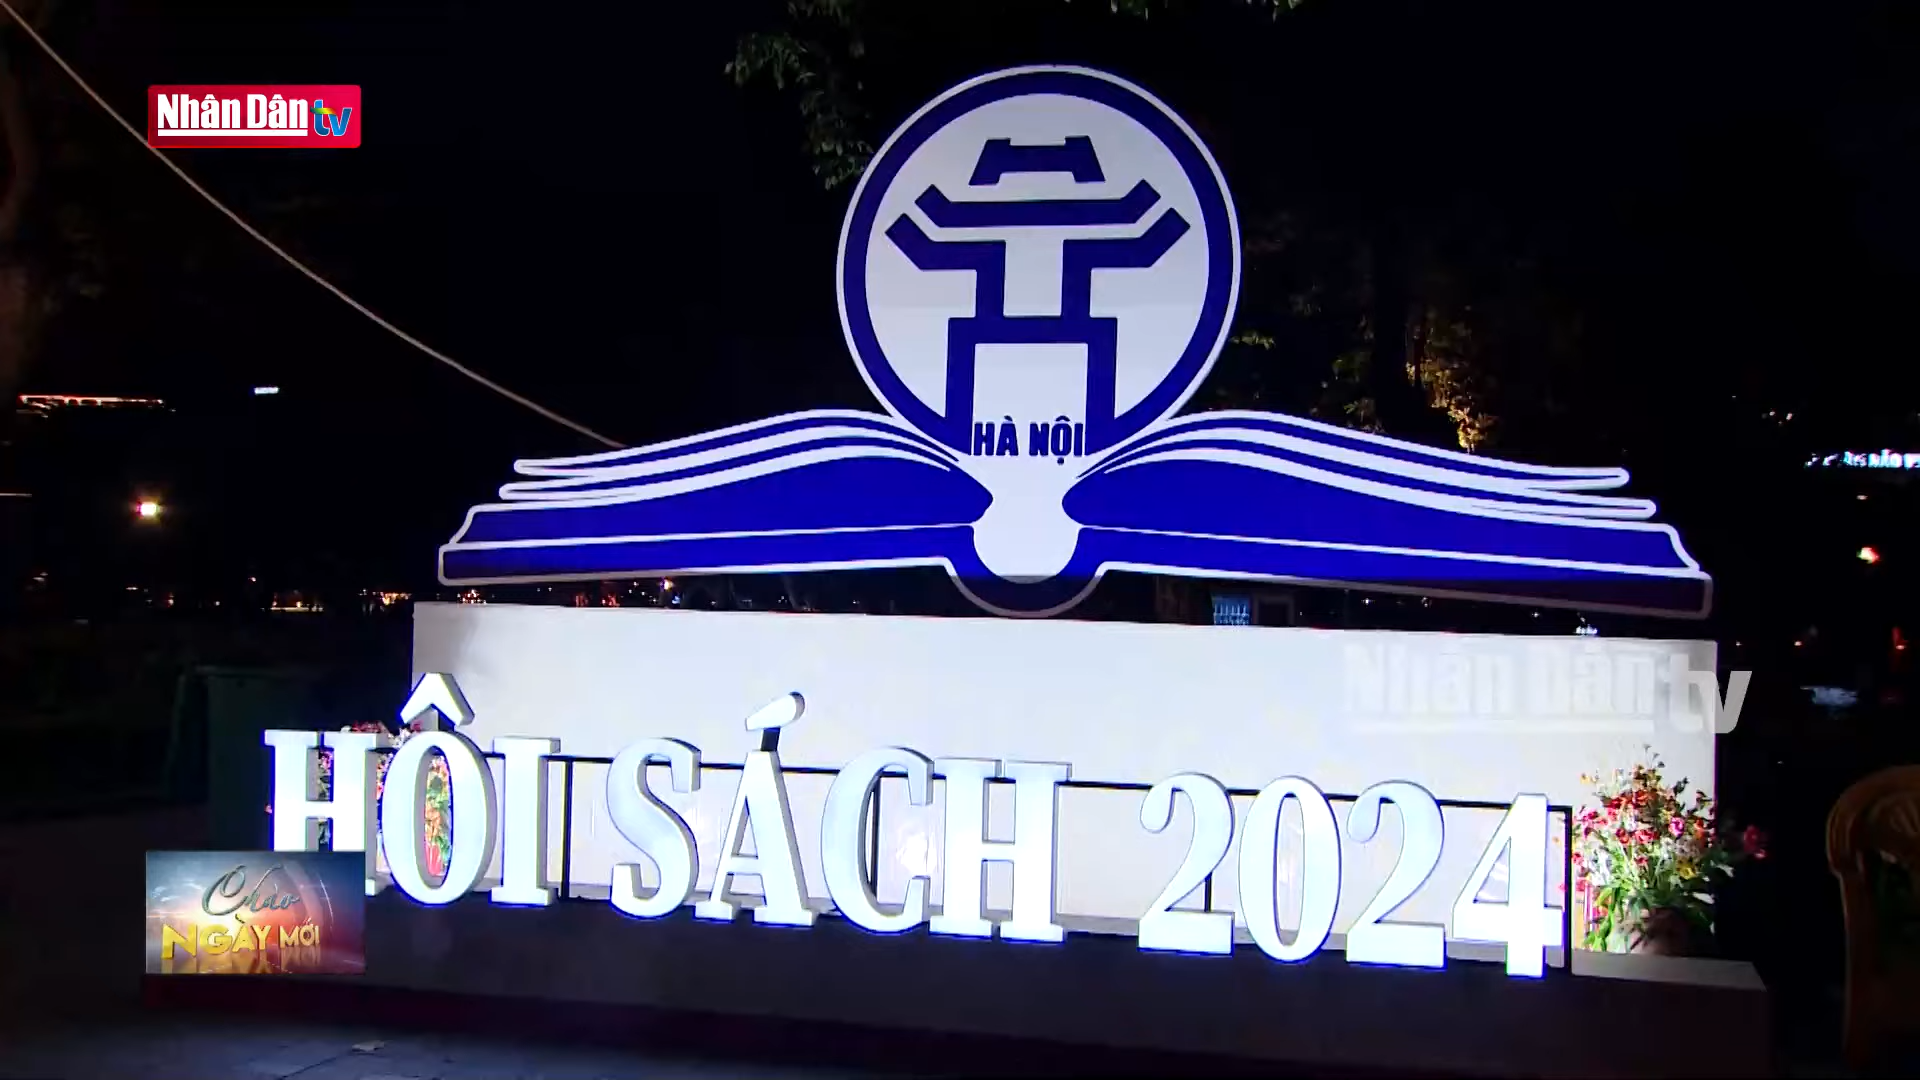 Nhân Dân tv
HÀ NỘI
Nhân Dân tv
HỘI SÁCH 2024
Chào
NGÀY MỚI